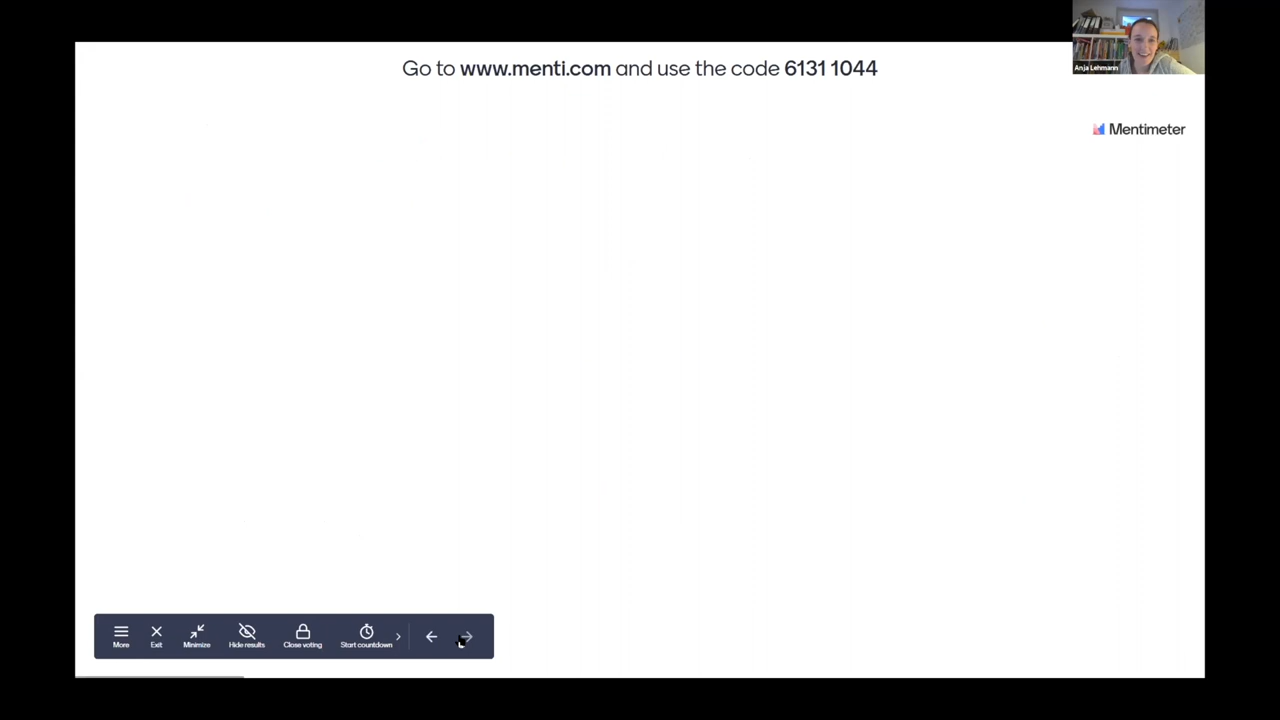 Go to www.menti.com and use the code 6131 1044
Anja Lehmann
Mentimeter
More
Exit
Minimize
Hide results
Close voting
Start countdown